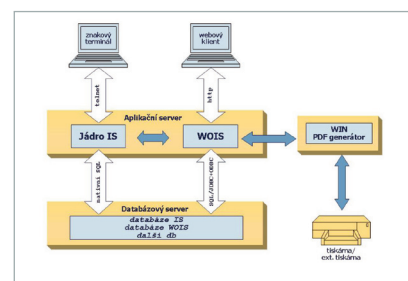 znakový
terminál
webový
klient
telnet
http
Aplikační server
Jádro IS
WOIS
WIN
PDF generátor
nativní SQL
SQL/JDBC-ODBC
Databázový server
databáze IS
databáze WOIS
další db
tiskárna/
ext. tiskárna